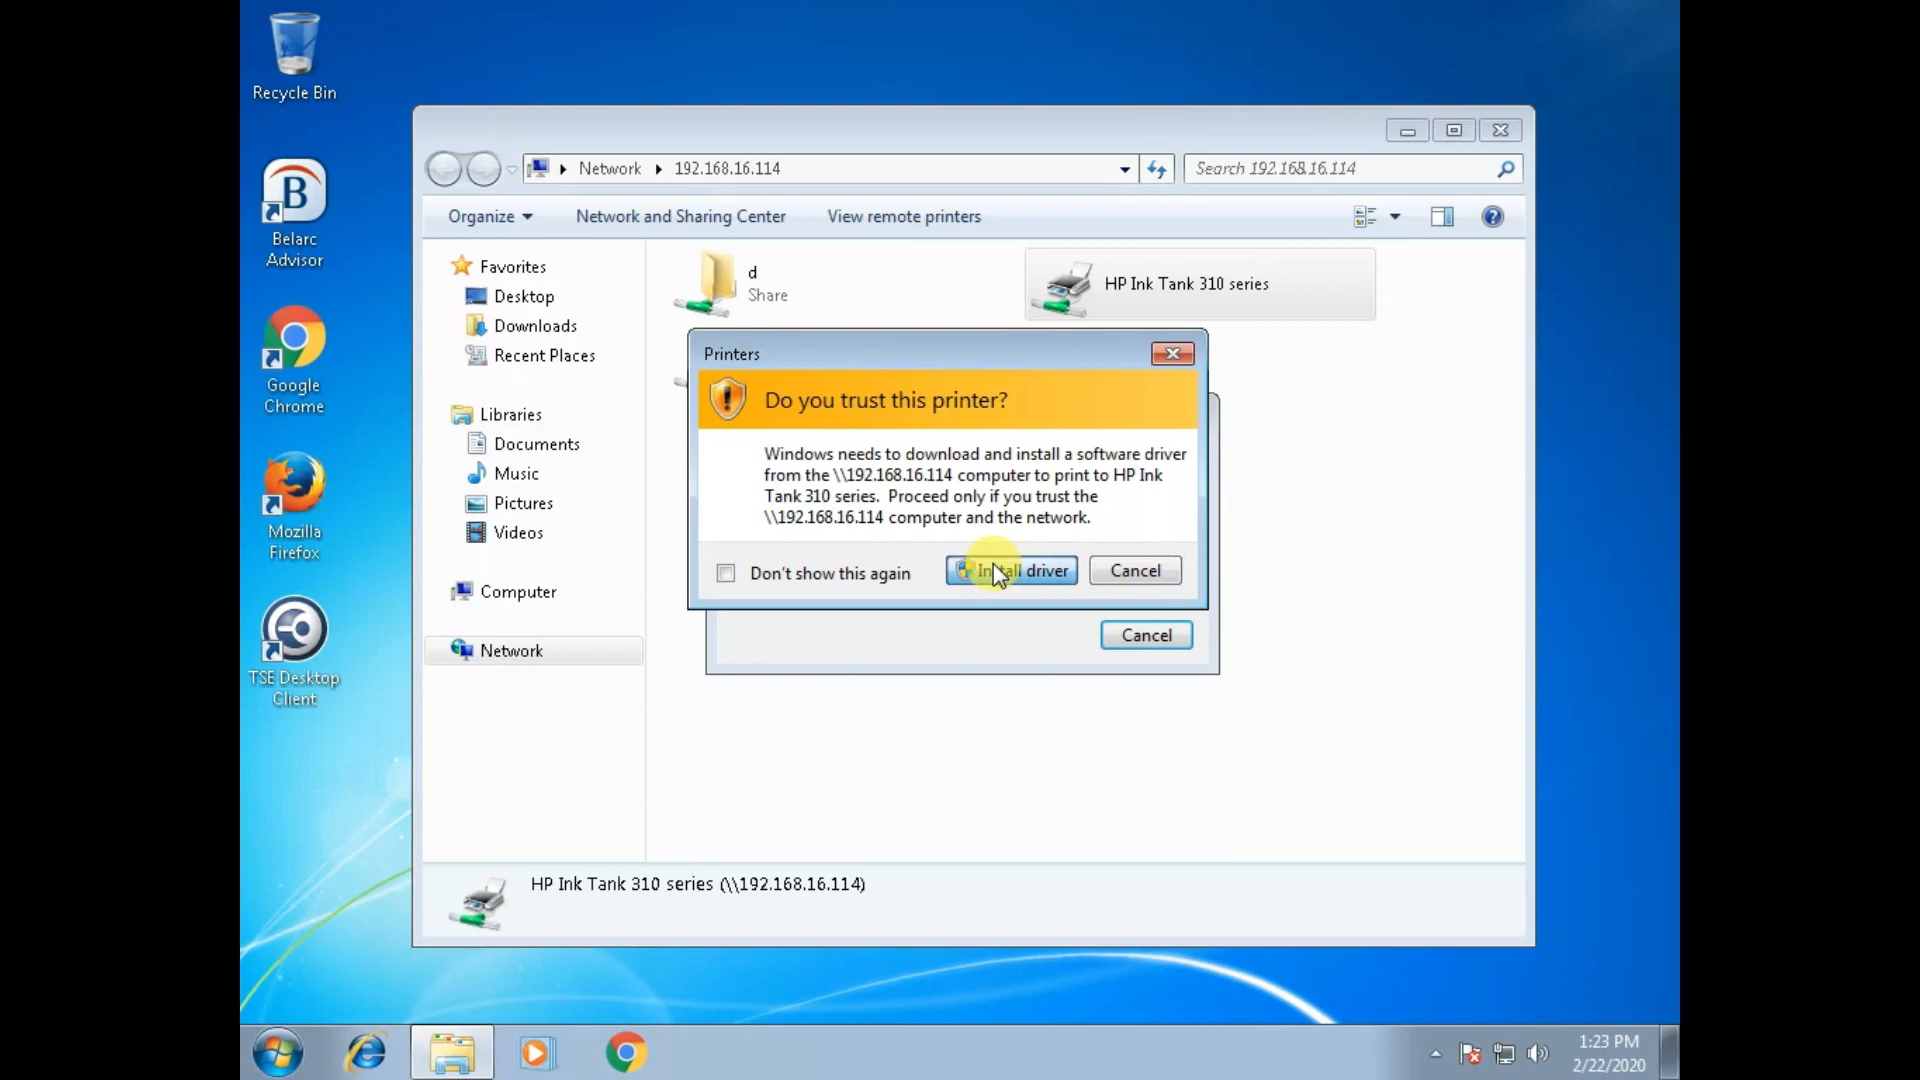 Recycle Bin
Belarc
Advisor
Google
Chrome
Mozilla
Firefox
TSE Desktop
Client
Network
192.168.16.114
Search 192.168.16.114
Organize
Network and Sharing Center
View remote printers
Favorites
Desktop
Downloads
Recent Places
Libraries
Documents
Music
Pictures
Videos
Computer
Network
d
Share
HP Ink Tank 310 series
Printers
Do you trust this printer?
Windows needs to download and install a software driver
from the \\192.168.16.114 computer to print to HP Ink
Tank 310 series.  Proceed only if you trust the
\\192.168.16.114 computer and the network.
Don't show this again
Install driver
Cancel
Cancel
HP Ink Tank 310 series (\\192.168.16.114)
1:23 PM
2/22/2020